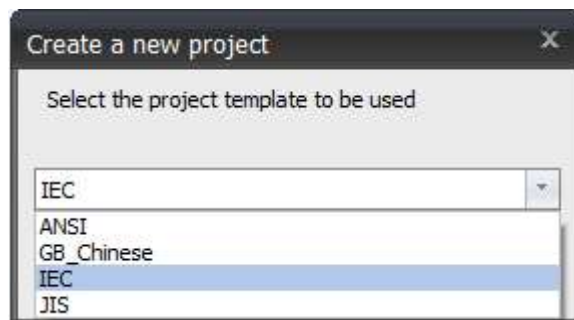 Create a new project
Select the project template to be used
IEC
ANSI
GB_Chinese
IEC
JIS